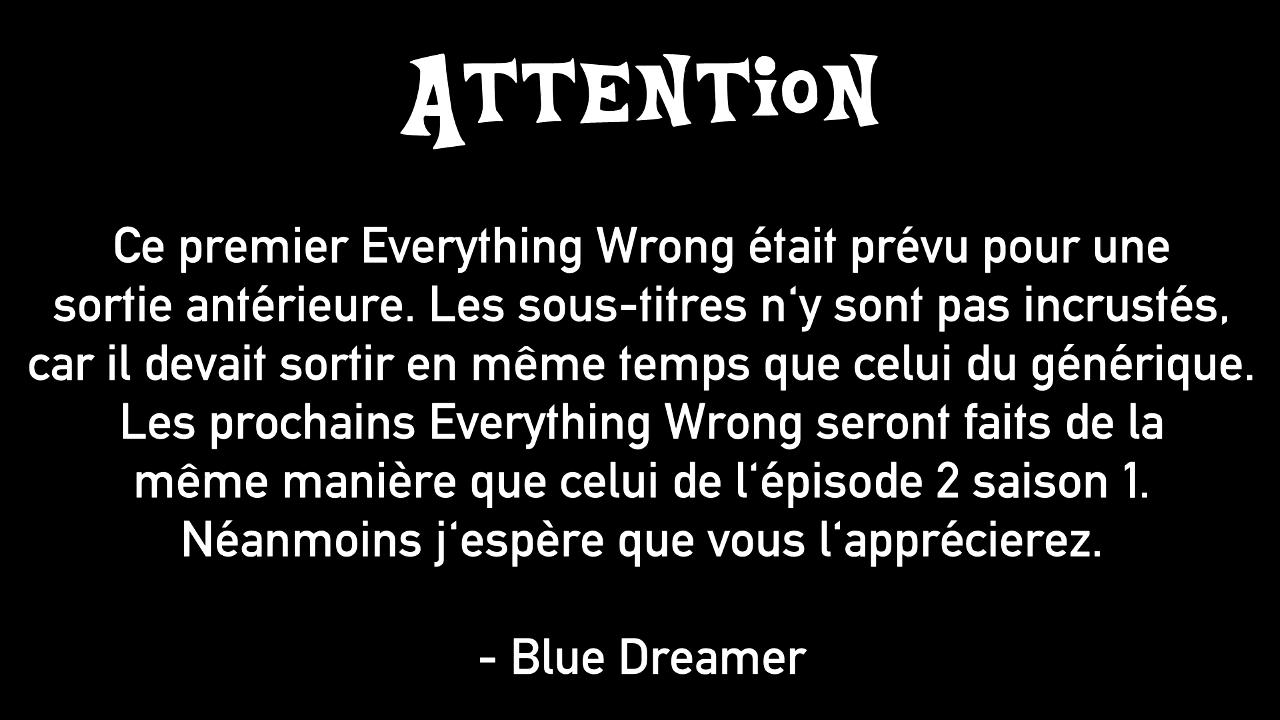 ATTENTiON
Ce premier Everything Wrong était prévu pour une
sortie antérieure. Les sous-titres n‘y sont pas incrustés,
car il devait sortir en même temps que celui du générique.
Les prochains Everything Wrong seront faits de la
même manière que celui de l‘épisode 2 saison 1.
Néanmoins j‘espère que vous l‘apprécierez.
- Blue Dreamer